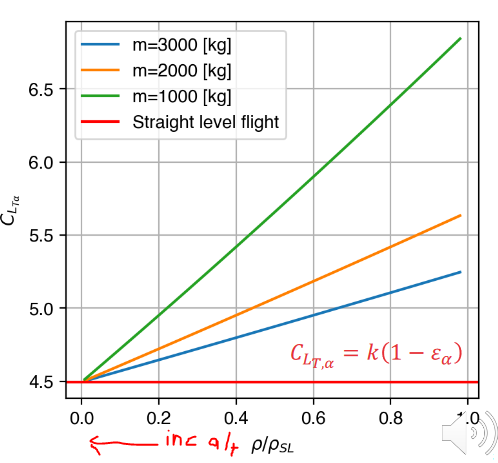 m=3000 [kg]
m=2000 [kg]
m=1000 [kg]
Straight level flight
6.5
6.0
5.5
5.0
4.5
C_{L_{Tα}}
C_{L_{T,α}} = k(1 − ε_α)
0.0 0.2 0.4 0.6 0.8 1.0
inc alt ρ/ρ_{SL}